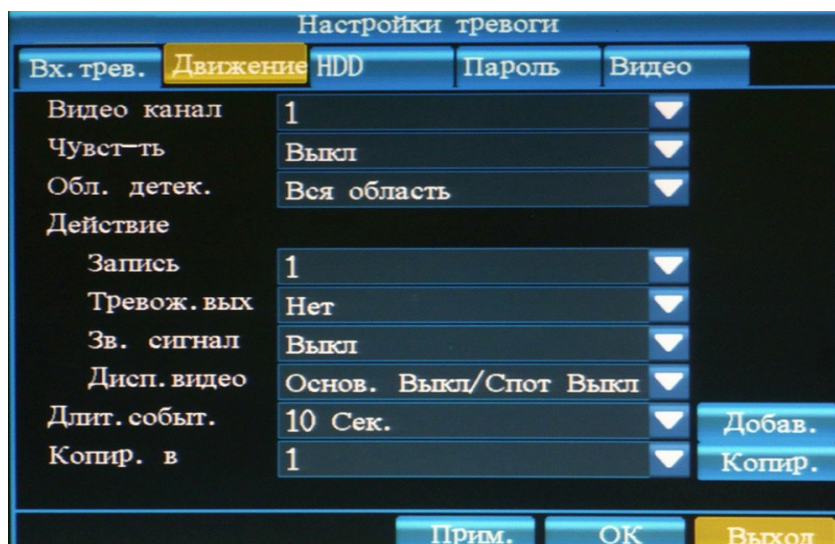 Настройки тревоги
Вх.трев. Движение HDD Пароль Видео
Видео канал 1
Чувст-ть Выкл
Обл. детек. Вся область
Действие
Запись 1
Тревож.вых Нет
Зв. сигнал Выкл
Дисп.видео Основ. Выкл/Спот Выкл
Длит.событ. 10 Сек. Добав.
Копир. в 1 Копир.
Прим. OK Выход